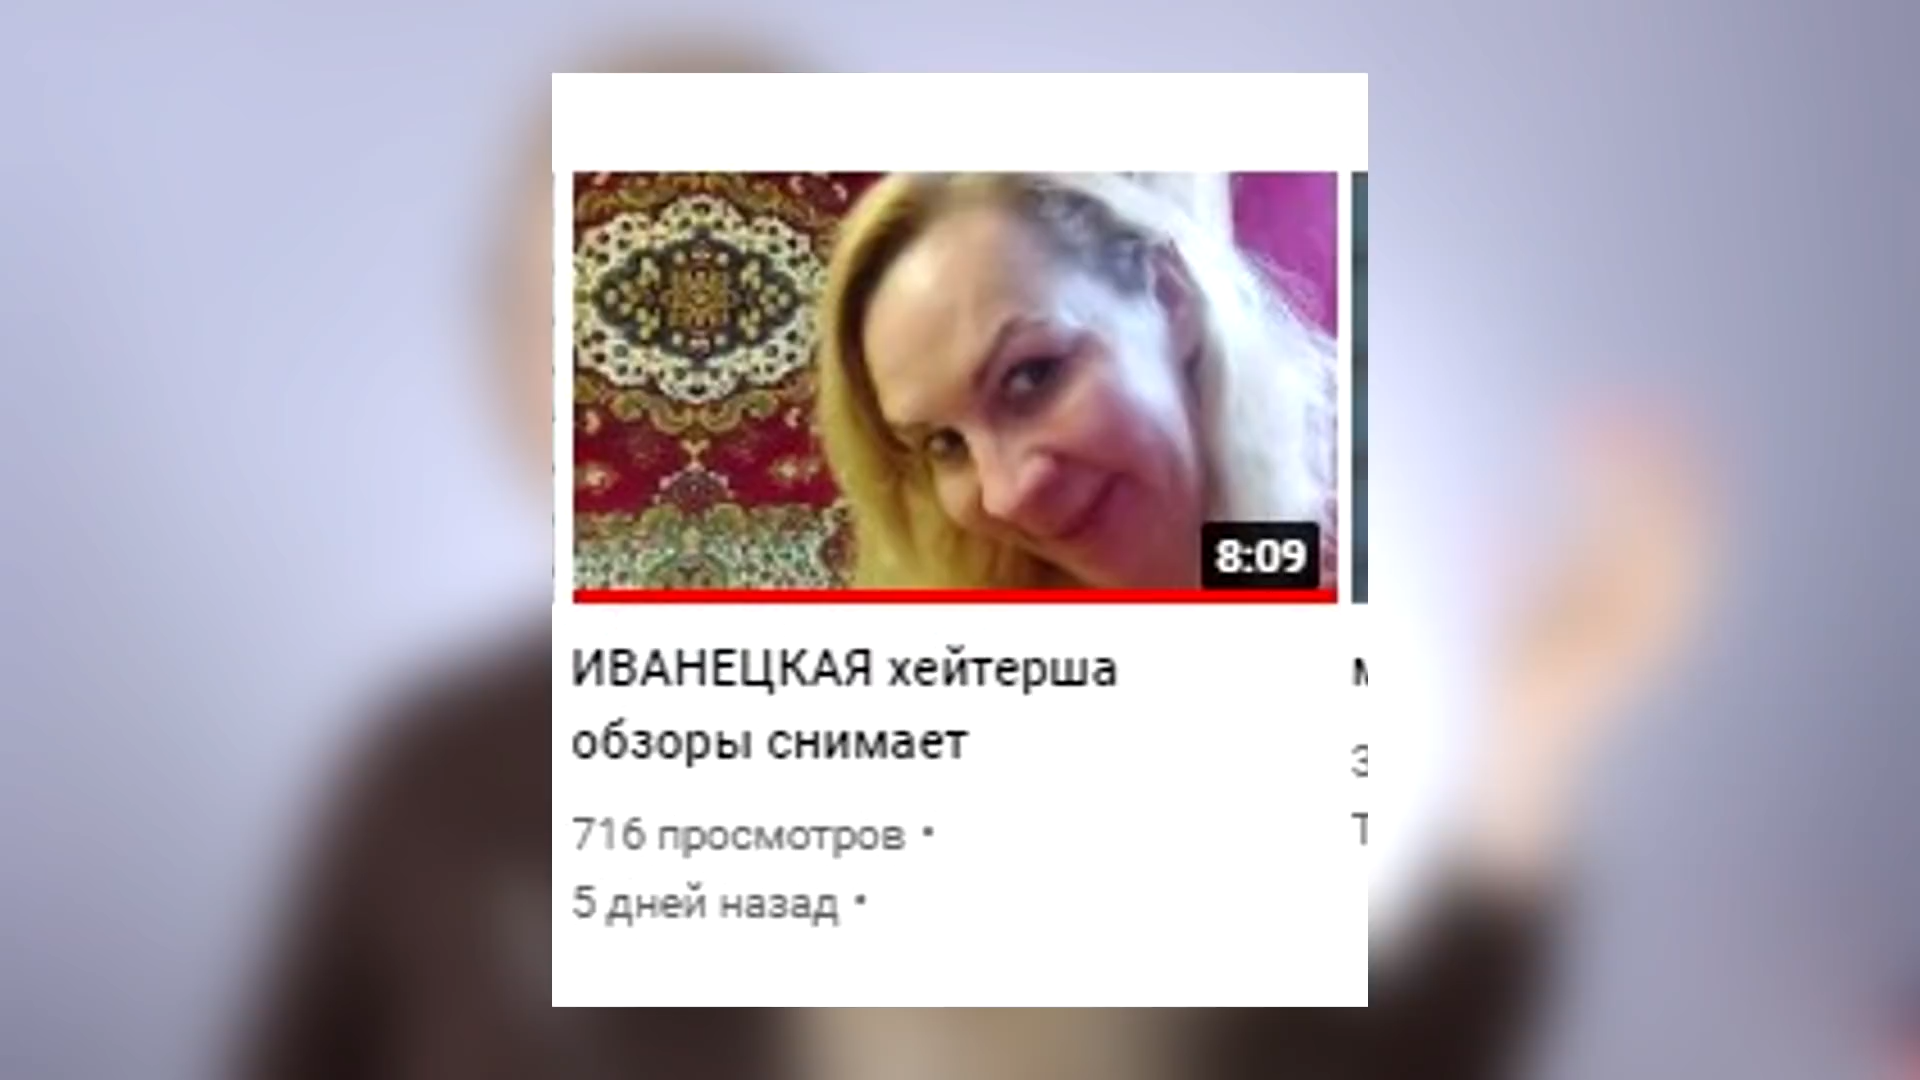 8:09
ИВАНЕЦКАЯ хейтерша
обзоры снимает
716 просмотров •
5 дней назад •